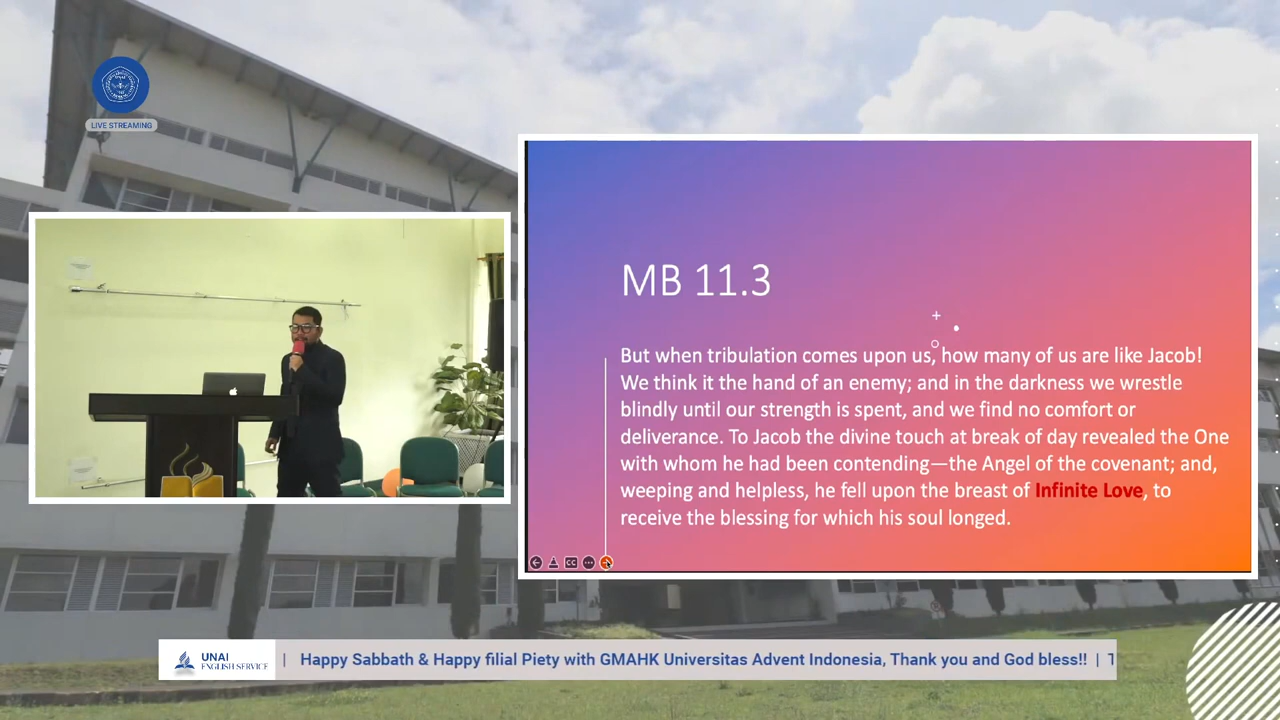 LIVE STREAMING
MB 11.3
But when tribulation comes upon us, how many of us are like Jacob!
We think it the hand of an enemy; and in the darkness we wrestle
blindly until our strength is spent, and we find no comfort or
deliverance. To Jacob the divine touch at break of day revealed the One
with whom he had been contending—the Angel of the covenant; and,
weeping and helpless, he fell upon the breast of Infinite Love, to
receive the blessing for which his soul longed.
CC
UNAI
ENGLISH SERVICE
| Happy Sabbath & Happy filial Piety with GMAHK Universitas Advent Indonesia, Thank you and God bless!! | T